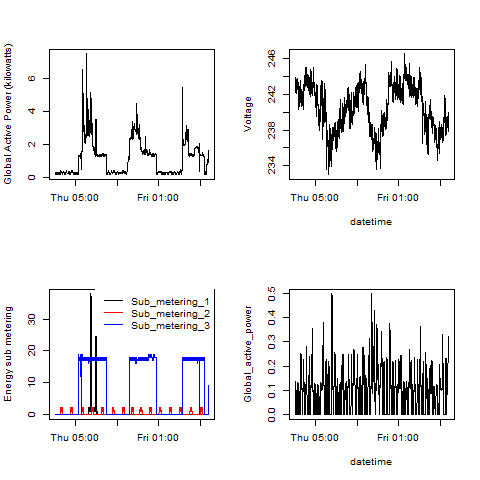 Global Active Power (kilowatts)
6
4
2
0
Thu 05:00
Fri 01:00
Voltage
246
242
238
234
Thu 05:00
Fri 01:00
datetime
Energy sub metering
30
20
10
0
Sub_metering_1
Sub_metering_2
Sub_metering_3
Thu 05:00
Fri 01:00
Global_active_power
0.5
0.4
0.3
0.2
0.1
0.0
Thu 05:00
Fri 01:00
datetime